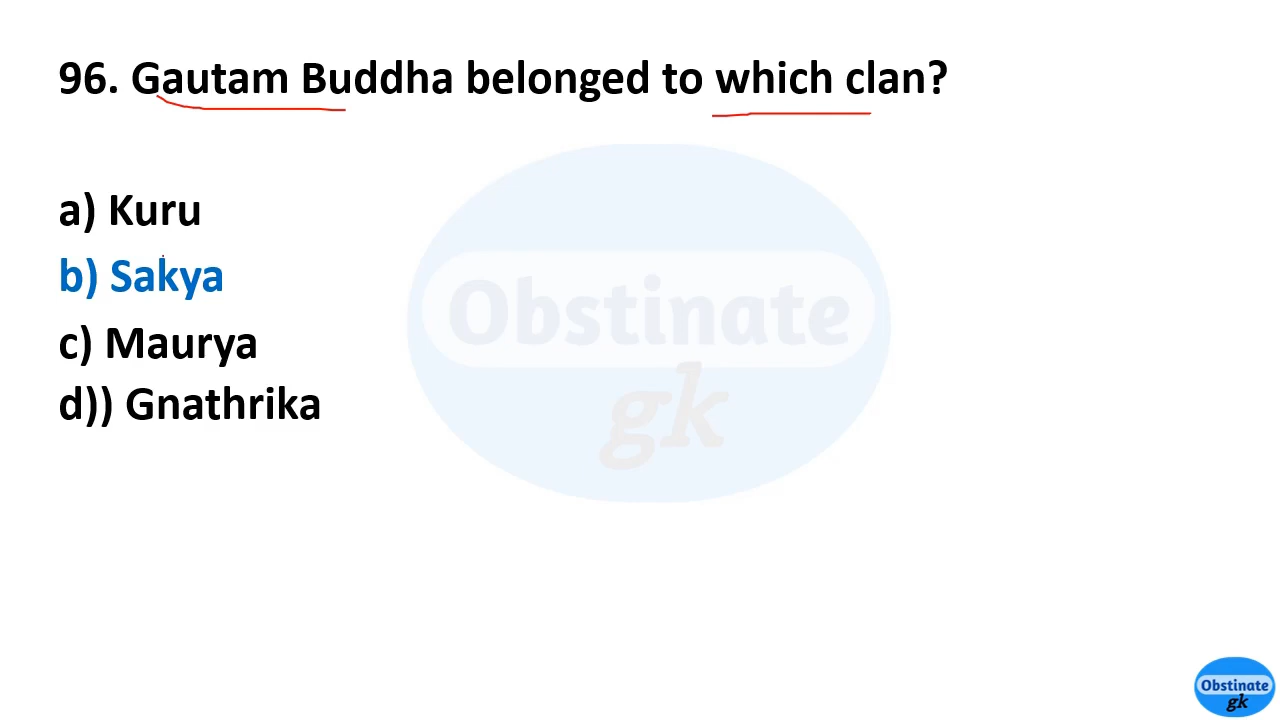 96. Gautam Buddha belonged to which clan?
a) Kuru
b) Sakya
c) Maurya
d)) Gnathrika
Obstinate
gk
Obstinate
gk